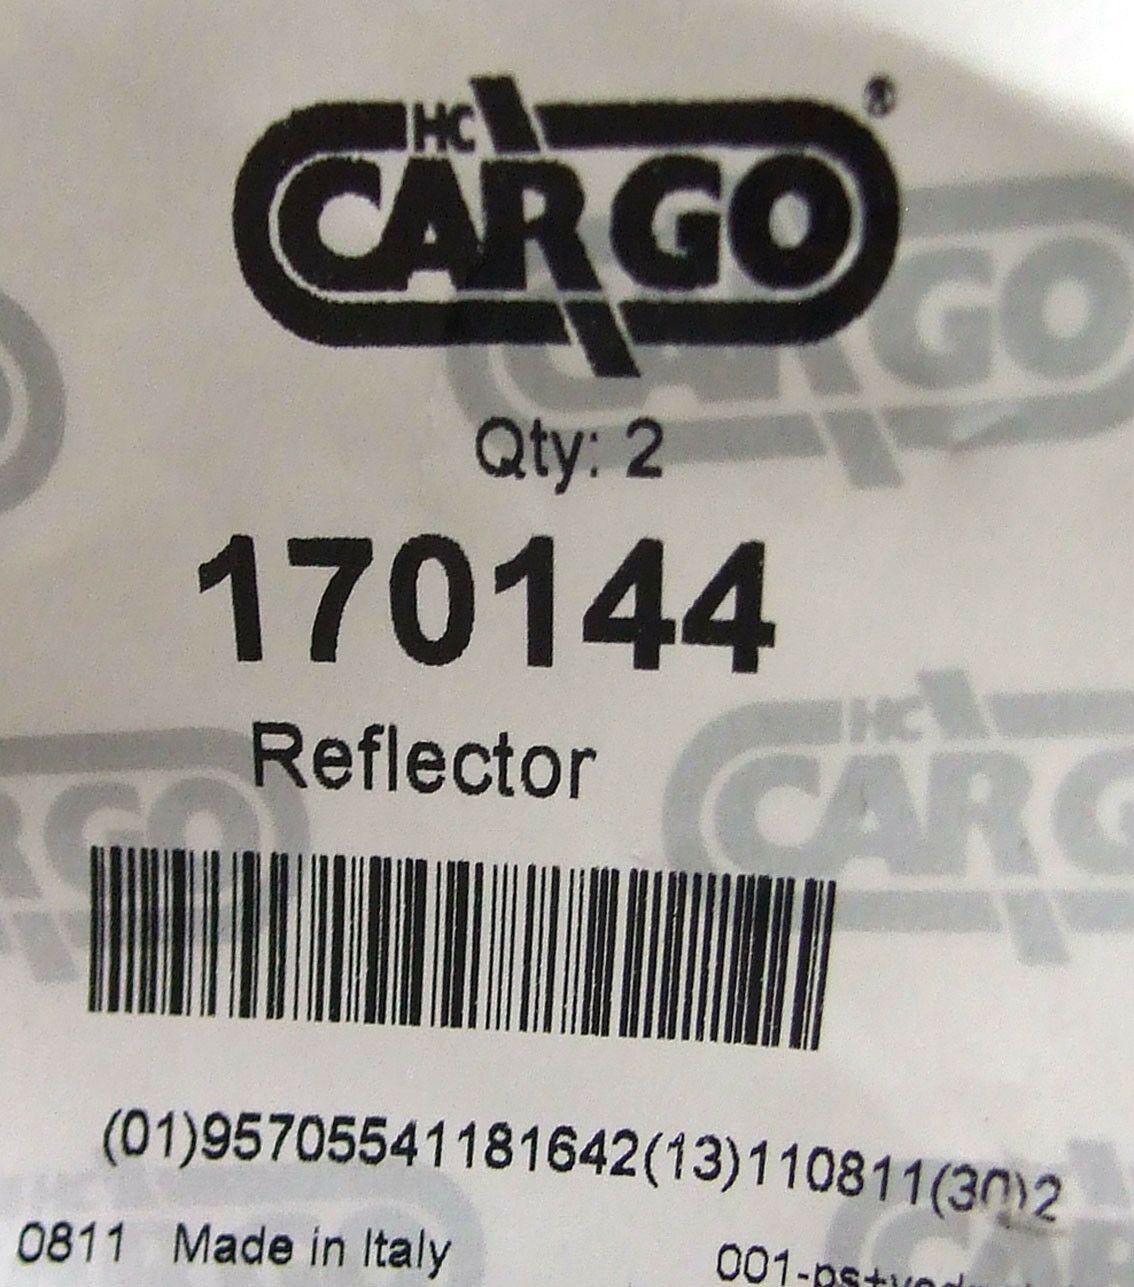 HC
CARGO®
Qty: 2
170144
Reflector
(01)95705541181642(13)110811(30)2
0811 Made in Italy